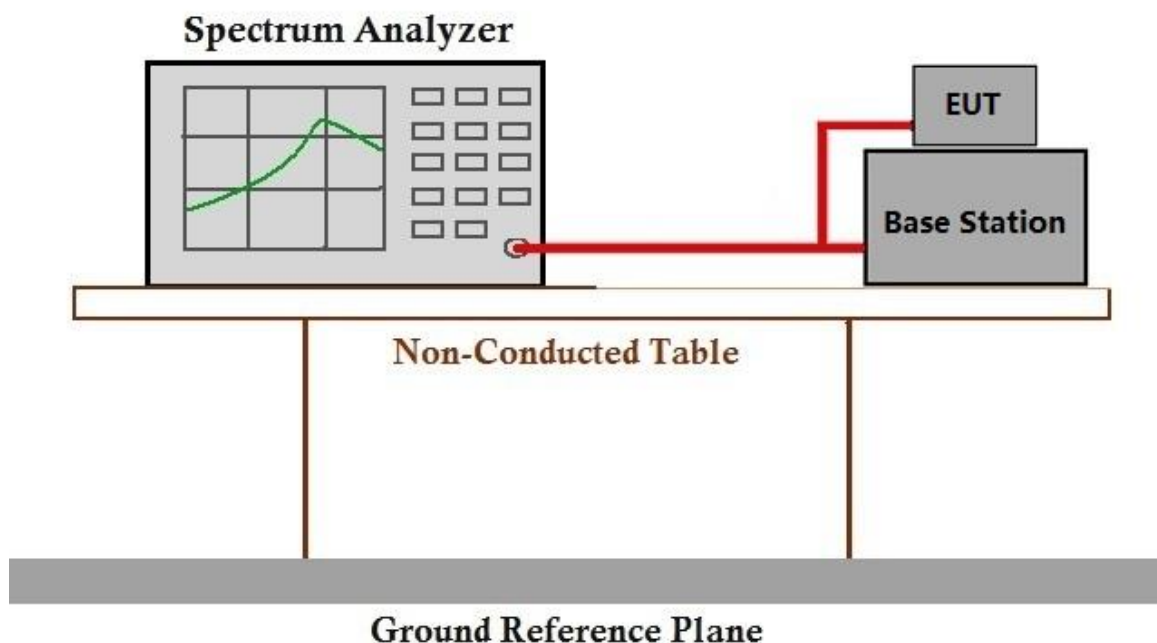 Spectrum Analyzer
EUT
Base Station
Non-Conducted Table
Ground Reference Plane